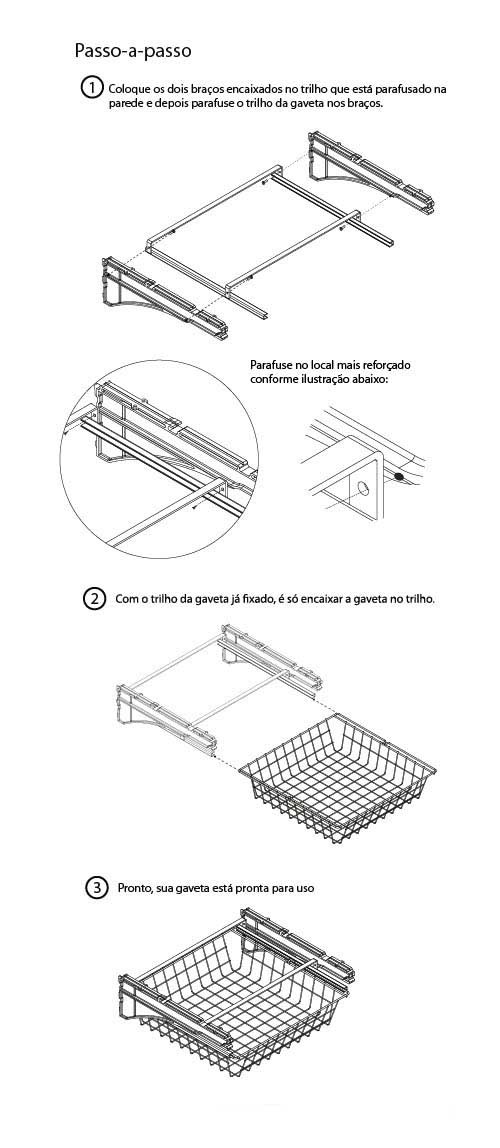 Passo-a-passo
1 Coloque os dois braços encaixados no trilho que está parafusado na
parede e depois parafuse o trilho da gaveta nos braços.
Parafuse no local mais reforçado
conforme ilustração abaixo:
2 Com o trilho da gaveta já fixado, é só encaixar a gaveta no trilho.
3 Pronto, sua gaveta está pronta para uso